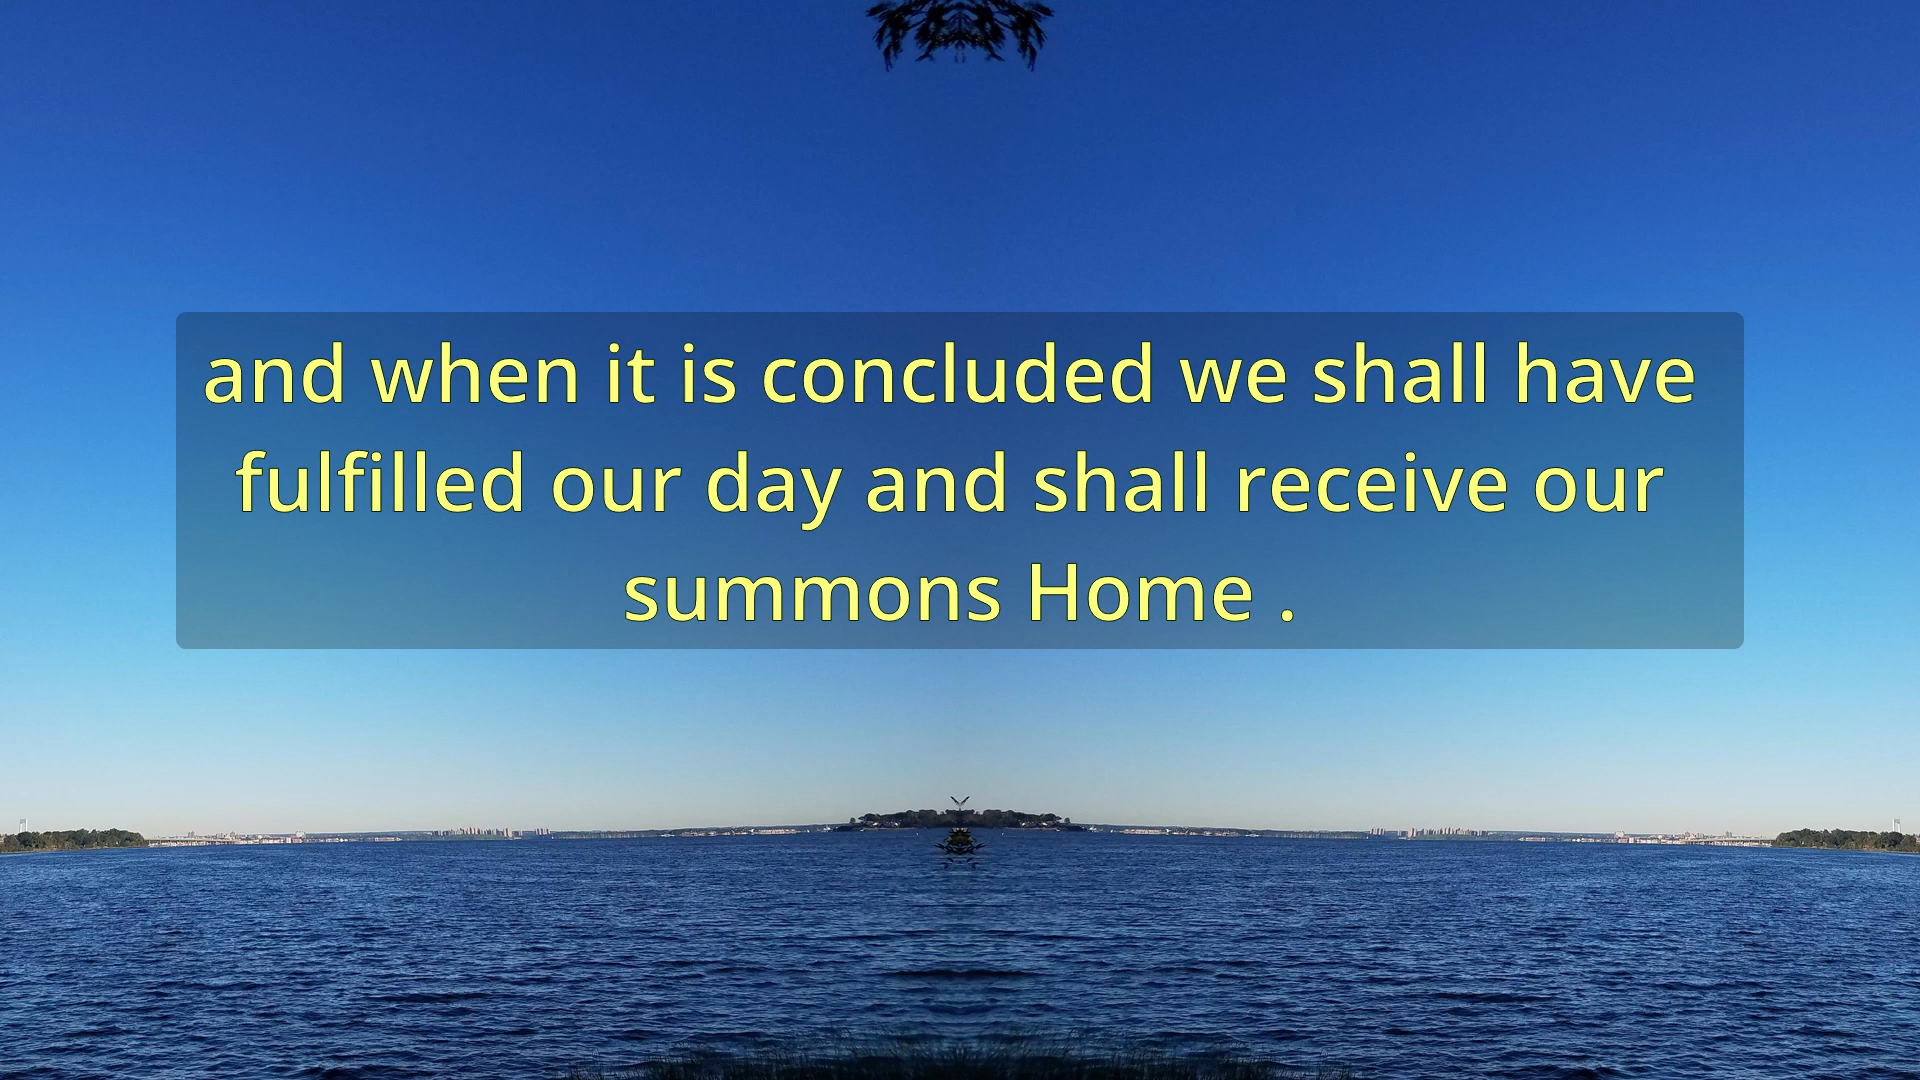 and when it is concluded we shall have
fulfilled our day and shall receive our
summons Home .